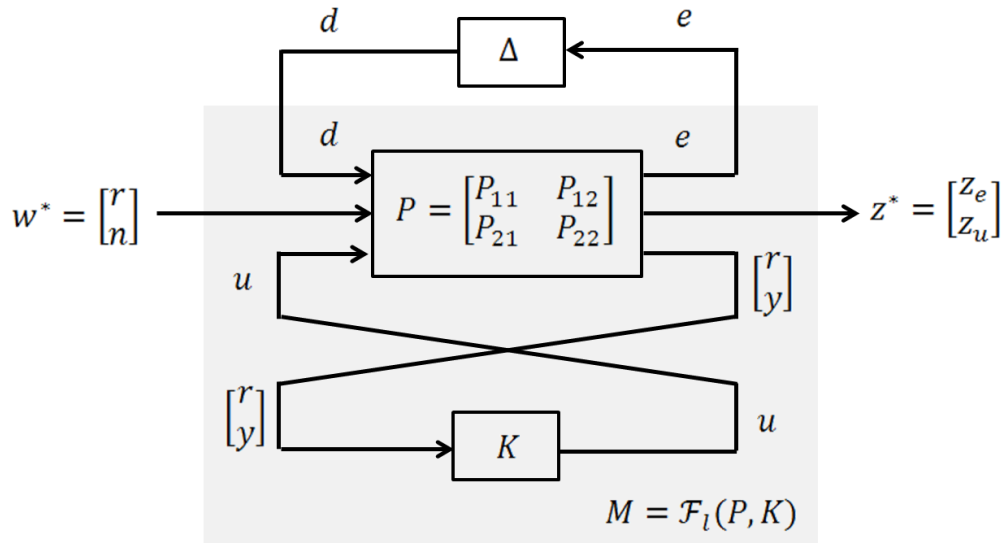 d
Δ
e
d
e
w* = [r n]
P = [P₁₁ P₁₂ P₂₁ P₂₂]
z* = [zₑ zᵤ]
u
[r y]
[r y]
K
u
M = ℱₗ(P, K)